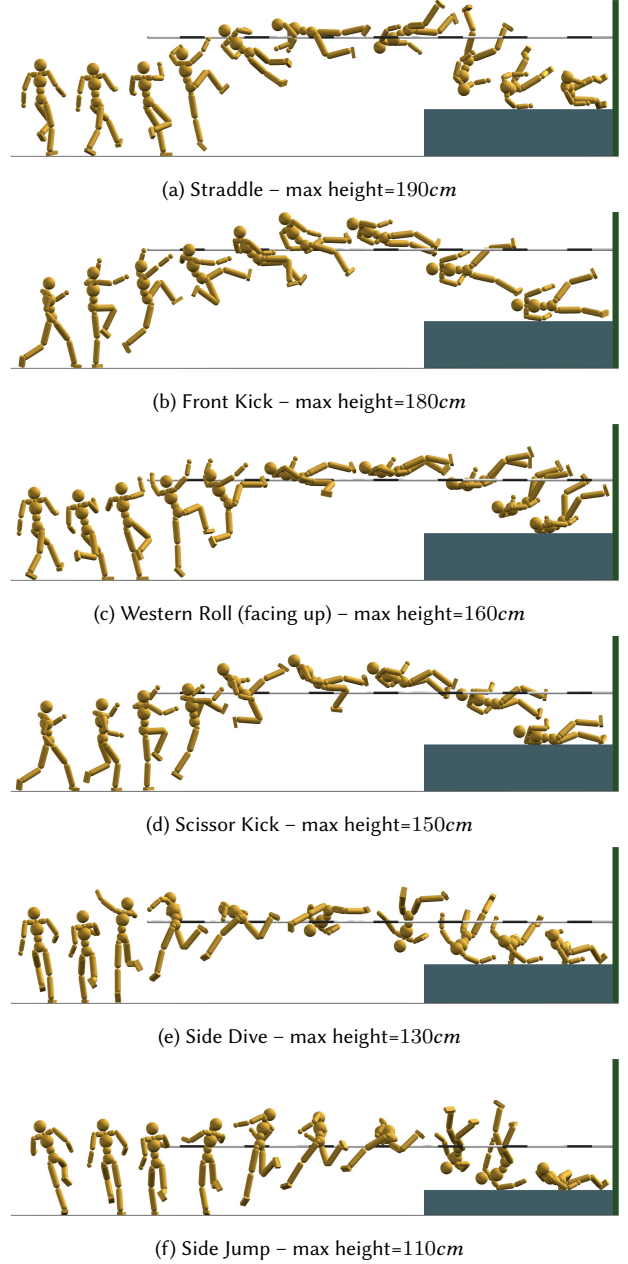 (a) Straddle – max height=190cm
(b) Front Kick – max height=180cm
(c) Western Roll (facing up) – max height=160cm
(d) Scissor Kick – max height=150cm
(e) Side Dive – max height=130cm
(f) Side Jump – max height=110cm